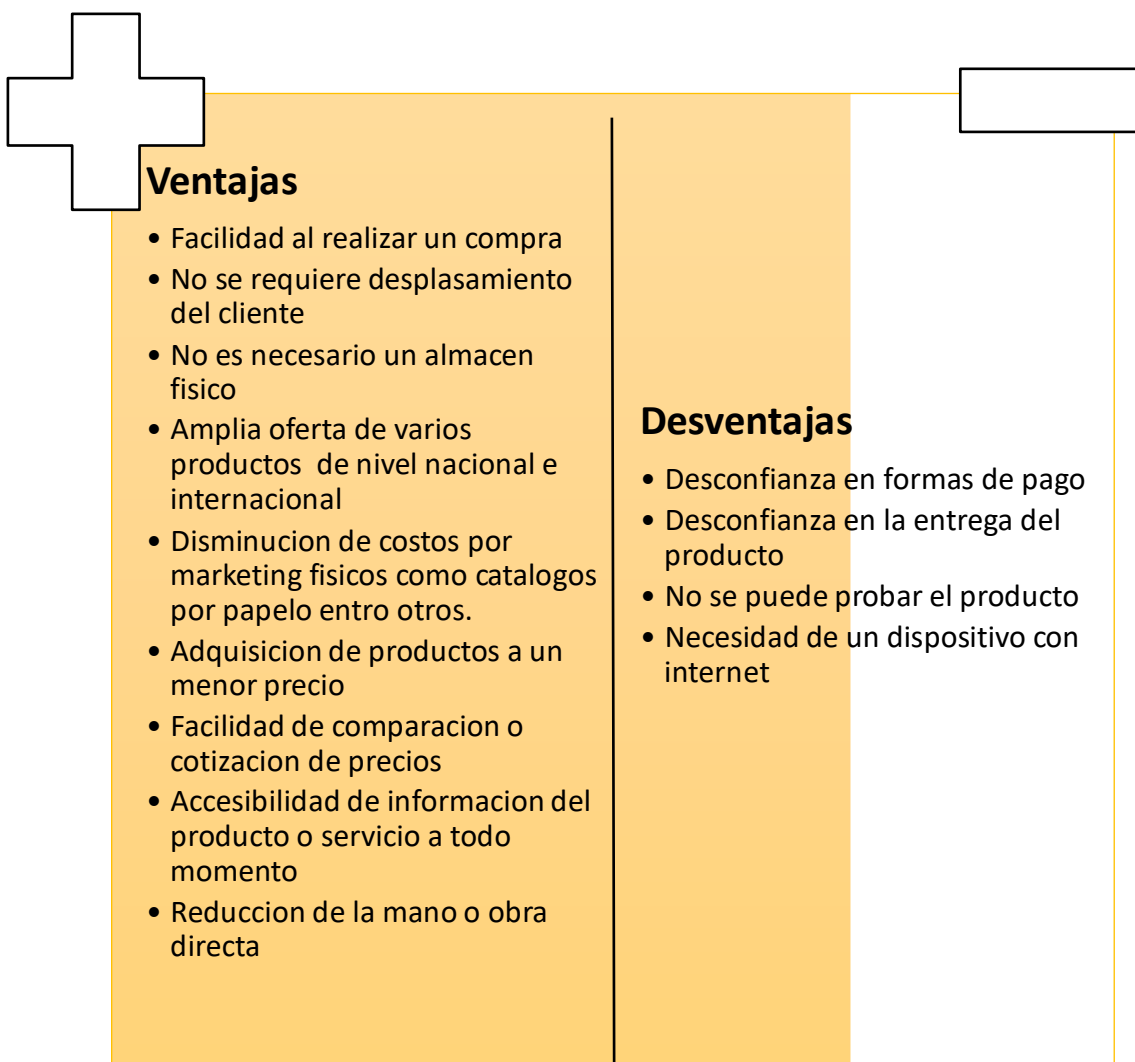 Ventajas
• Facilidad al realizar un compra
• No se requiere desplasamiento
del cliente
• No es necesario un almacen
fisico
• Amplia oferta de varios
productos  de nivel nacional e
internacional
• Disminucion de costos por
marketing fisicos como catalogos
por papelo entro otros.
• Adquisicion de productos a un
menor precio
• Facilidad de comparacion o
cotizacion de precios
• Accesibilidad de informacion del
producto o servicio a todo
momento
• Reduccion de la mano o obra
directa
Desventajas
• Desconfianza en formas de pago
• Desconfianza en la entrega del
producto
• No se puede probar el producto
• Necesidad de un dispositivo con
internet